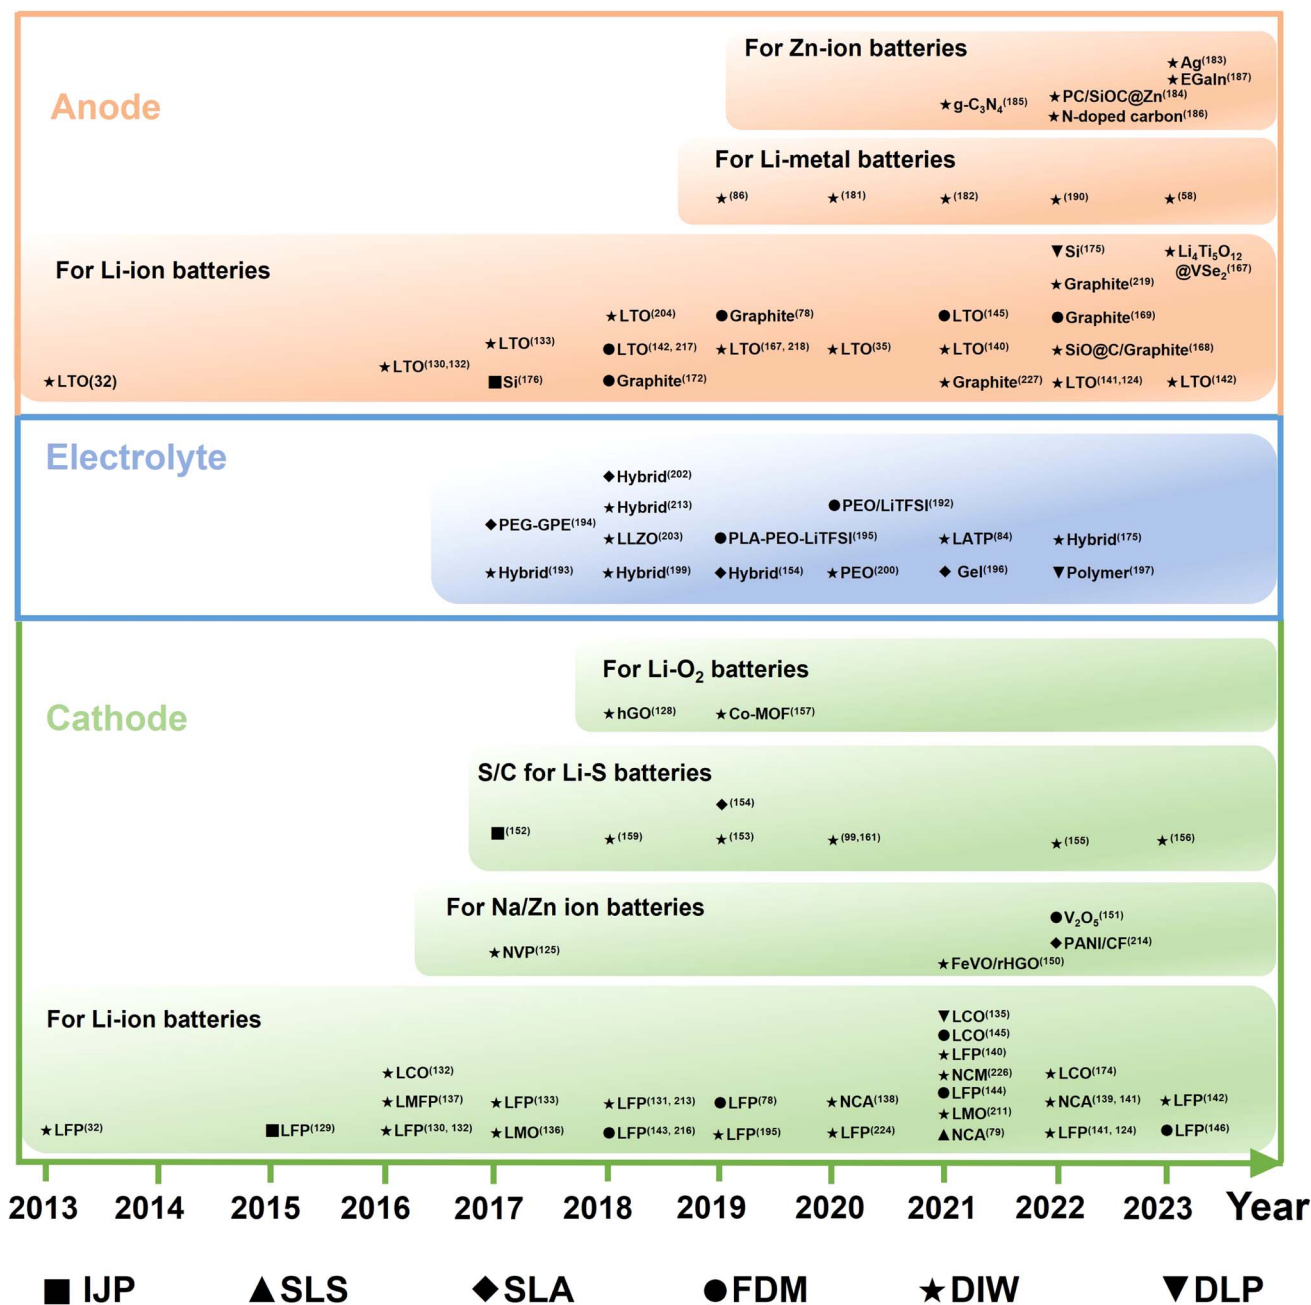 For Zn-ion batteries
★Ag(183)
★EGaIn(187)
Anode
★g-C3N4(185)
★PC/SiOC@Zn(184)
★N-doped carbon(186)
For Li-metal batteries
★(86) ★(181) ★(182) ★(190) ★(58)
For Li-ion batteries
▼Si(175) ★Li4Ti5O12
@VSe2(167)
★Graphite(219)
★LTO(204) ●Graphite(78) ●LTO(145) ●Graphite(169)
★LTO(133) ●LTO(142, 217) ★LTO(167, 218) ★LTO(35) ★LTO(140) ★SiO@C/Graphite(168)
★LTO(130,132)
★LTO(32) ■Si(176) ●Graphite(172) ★Graphite(227) ★LTO(141,124) ★LTO(142)
Electrolyte
◆Hybrid(202)
★Hybrid(213) ●PEO/LiTFSI(192)
◆PEG-GPE(194)
★LLZO(203) ●PLA-PEO-LiTFSI(195) ★LATP(84) ★Hybrid(175)
★Hybrid(193) ★Hybrid(199) ◆Hybrid(154) ★PEO(200) ◆ Gel(196) ▼Polymer(197)
For Li-O2 batteries
Cathode
★hGO(128) ★Co-MOF(157)
S/C for Li-S batteries
◆(154)
■(152) ★(159) ★(153) ★(99,161) ★(155) ★(156)
For Na/Zn ion batteries
●V2O5(151)
◆PANI/CF(214)
★NVP(125) ★FeVO/rHGO(150)
For Li-ion batteries
▼LCO(135)
●LCO(145)
★LFP(140)
★LCO(132) ★NCM(226) ★LCO(174)
●LFP(144)
★LMFP(137) ★LFP(133) ★LFP(131, 213) ●LFP(78) ★NCA(138) ★LMO(211) ★NCA(139, 141) ★LFP(142)
★LFP(32) ■LFP(129) ★LFP(130, 132) ★LMO(136) ●LFP(143, 216) ★LFP(195) ★LFP(224) ▲NCA(79) ★LFP(141, 124) ●LFP(146)
2013 2014 2015 2016 2017 2018 2019 2020 2021 2022 2023 Year
■ IJP ▲SLS ◆SLA ●FDM ★DIW ▼DLP